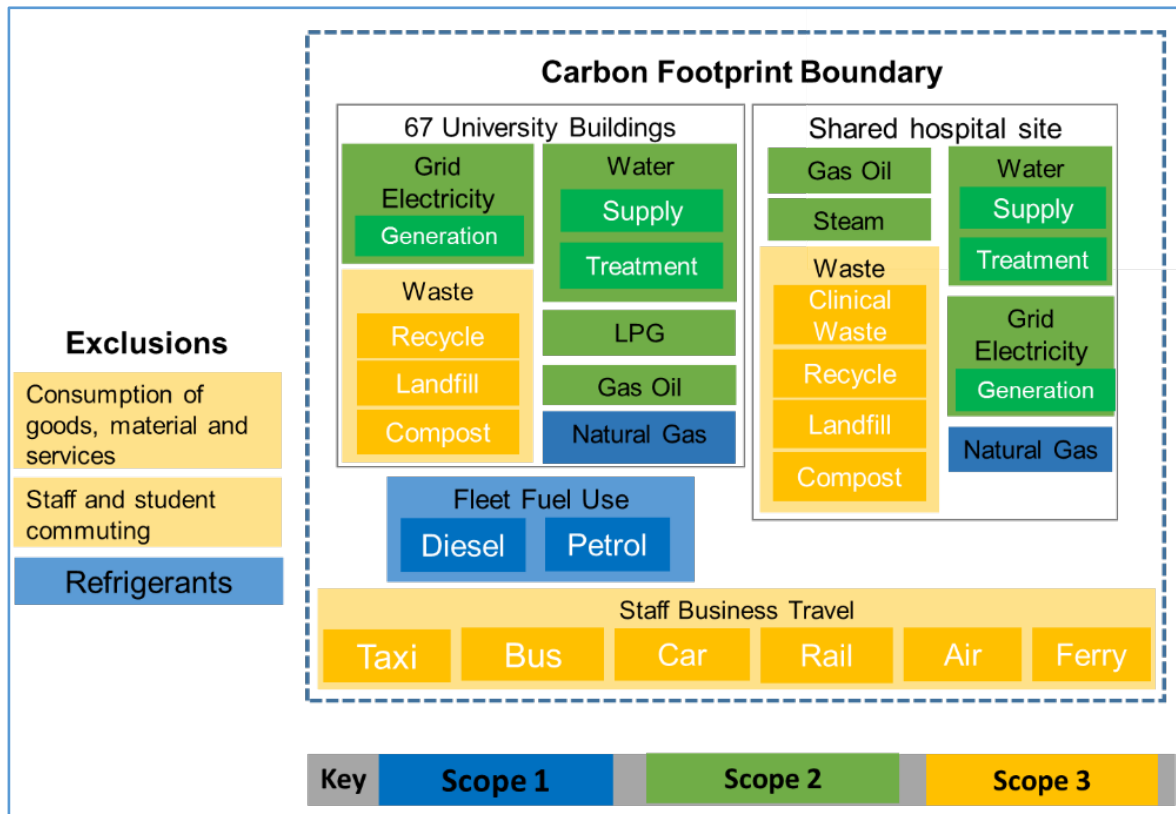 Carbon Footprint Boundary
67 University Buildings
Grid
Electricity
Generation
Water
Supply
Treatment
Waste
Recycle
Landfill
Compost
LPG
Gas Oil
Natural Gas
Shared hospital site
Gas Oil
Steam
Water
Supply
Treatment
Waste
Clinical
Waste
Recycle
Landfill
Compost
Grid
Electricity
Generation
Natural Gas
Exclusions
Consumption of
goods, material and
services
Staff and student
commuting
Refrigerants
Fleet Fuel Use
Diesel
Petrol
Staff Business Travel
Taxi
Bus
Car
Rail
Air
Ferry
Key
Scope 1
Scope 2
Scope 3